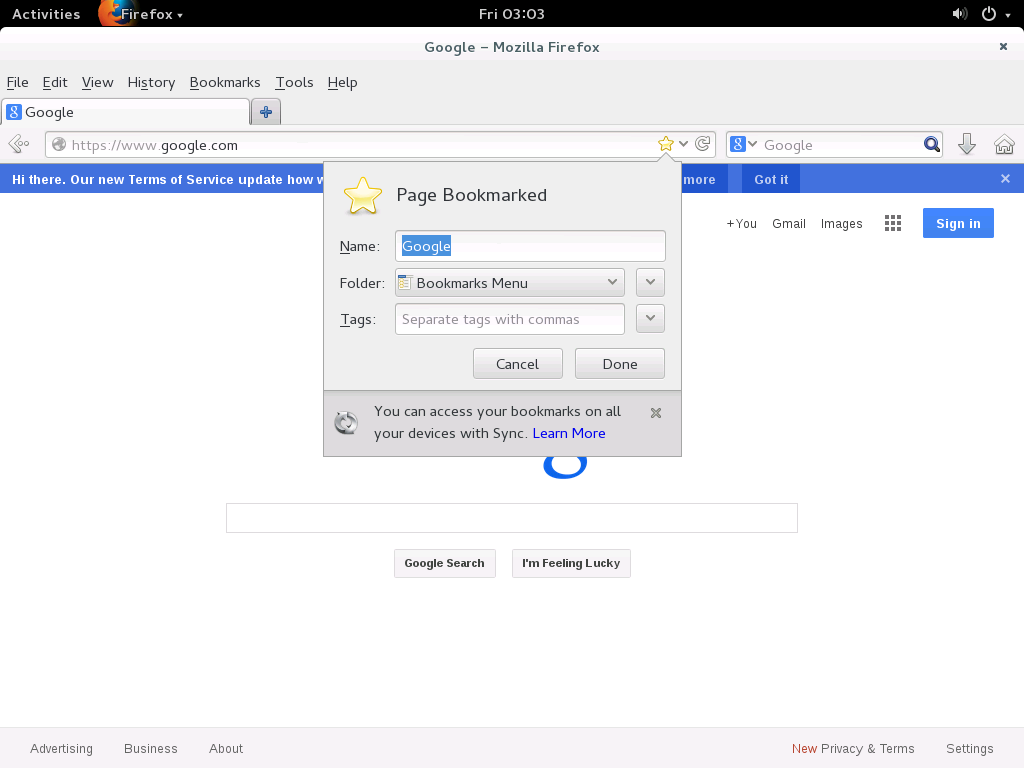 Activities Firefox Fri 03:03
Google – Mozilla Firefox
File Edit View History Bookmarks Tools Help
Google
https://www.google.com Google
Hi there. Our new Terms of Service update how more Got it
Page Bookmarked
+You Gmail Images Sign in
Name: Google
Folder: Bookmarks Menu
Tags: Separate tags with commas
Cancel Done
You can access your bookmarks on all
your devices with Sync. Learn More
Google Search I'm Feeling Lucky
Advertising Business About New Privacy & Terms Settings